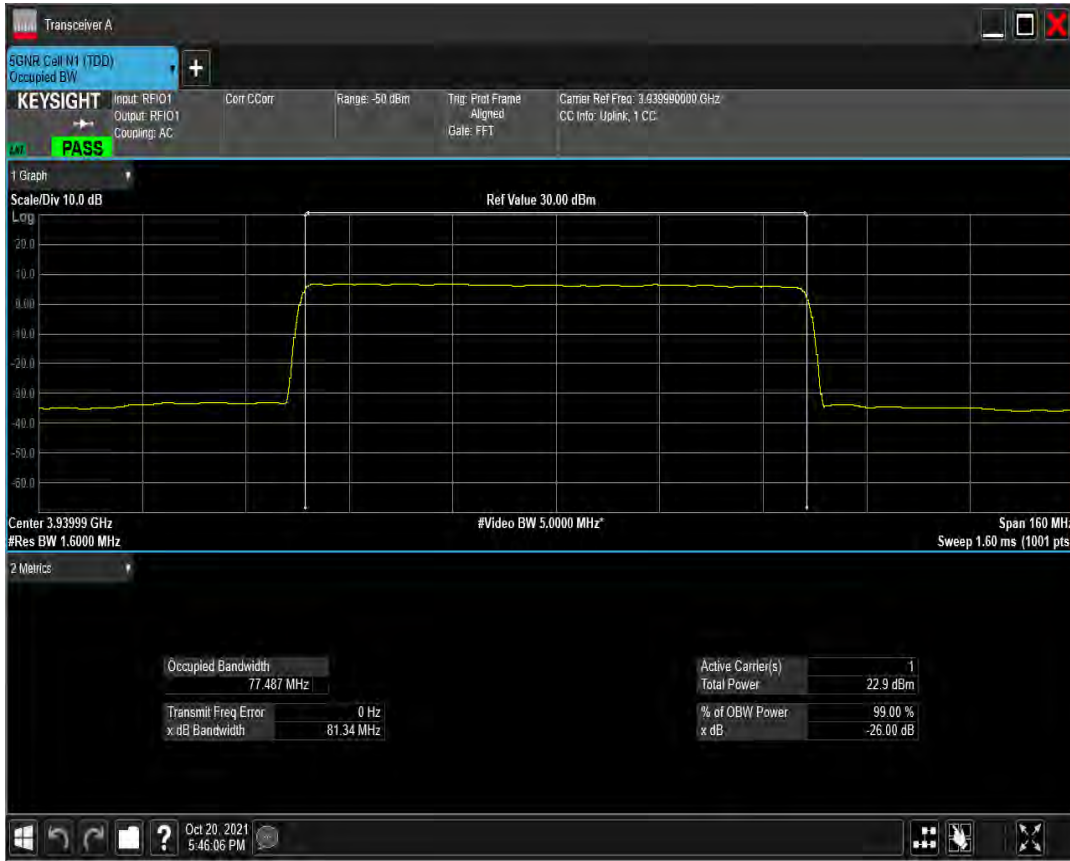 Transceiver A
5GNR Cell N1 (TDD)
Occupied BW
KEYSIGHT
Input: RFIO1
Output: RFIO1
Coupling: AC
Corr CCorr
Range: -50 dBm
Trig: Prot Frame
Aligned
Gate: FFT
Carrier Ref Freq: 3.939990000 GHz
CC Info: Uplink, 1 CC
PASS
1 Graph
Scale/Div 10.0 dB
Ref Value 30.00 dBm
Log
20.0
10.0
0.00
-10.0
-20.0
-30.0
-40.0
-50.0
-60.0
Center 3.93999 GHz
#Video BW 5.0000 MHz*
Span 160 MHz
#Res BW 1.6000 MHz
Sweep 1.60 ms (1001 pts
2 Metrics
Occupied Bandwidth
77.487 MHz
Transmit Freq Error 0 Hz
x dB Bandwidth 81.34 MHz
Active Carrier(s) 1
Total Power 22.9 dBm
% of OBW Power 99.00 %
x dB -26.00 dB
Oct 20, 2021
5:46:06 PM